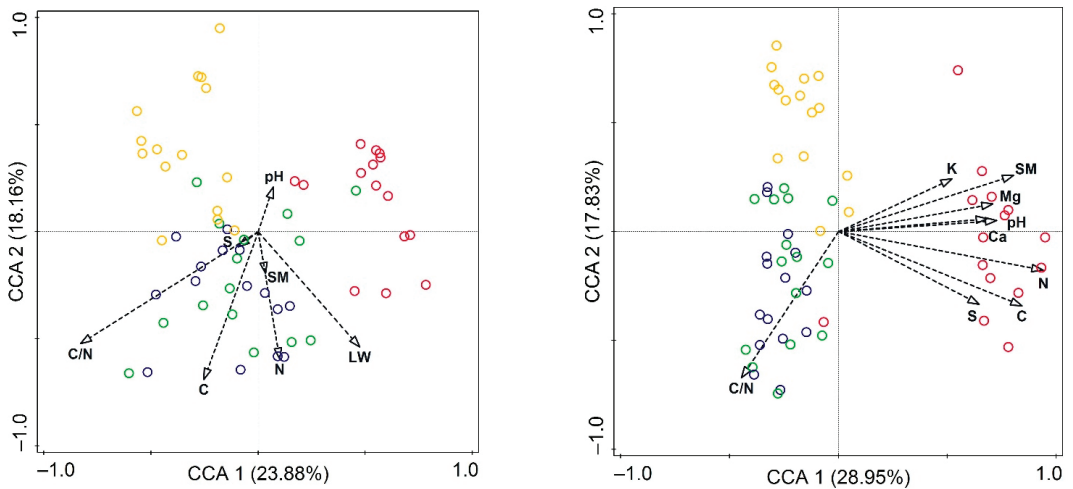 1.0
CCA 2 (18.16%)
−1.0
pH
S
SM
C/N
C
N
LW
−1.0
CCA 1 (23.88%)
1.0
1.0
CCA 2 (17.83%)
−1.0
K
SM
Mg
pH
Ca
N
S
C
C/N
−1.0
CCA 1 (28.95%)
1.0